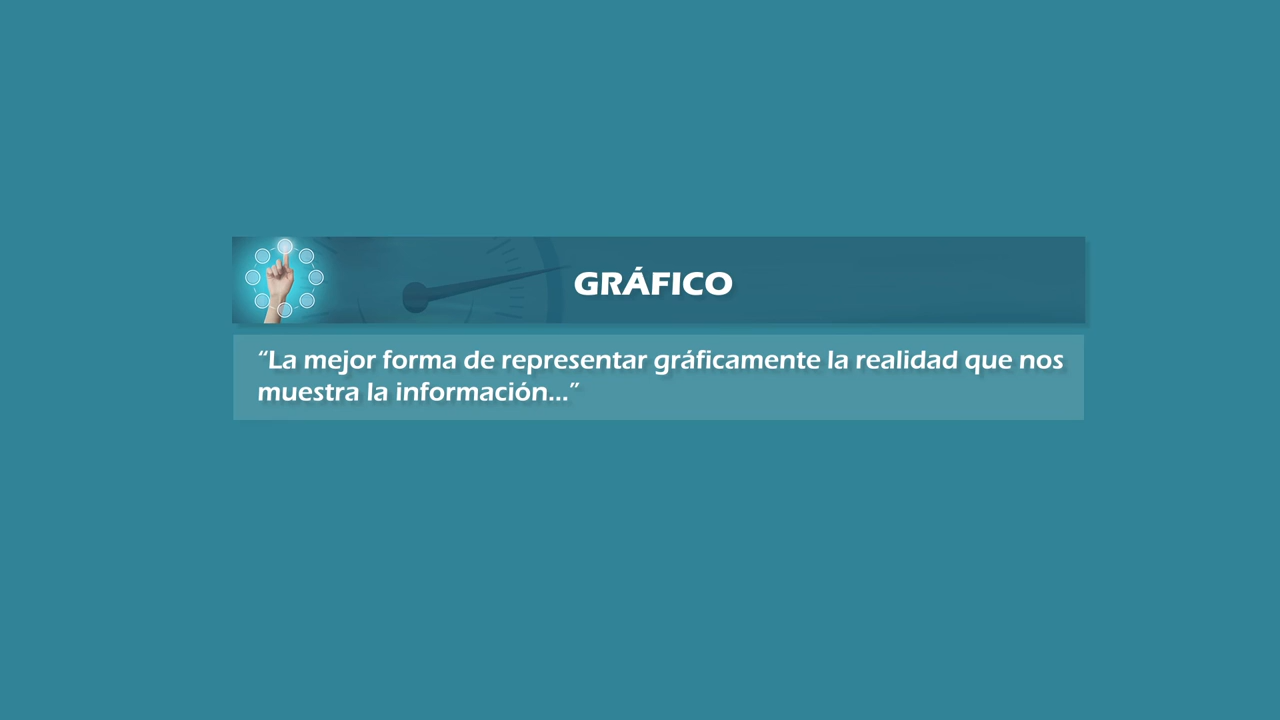 GRÁFICO
“La mejor forma de representar gráficamente la realidad que nos
muestra la información...”